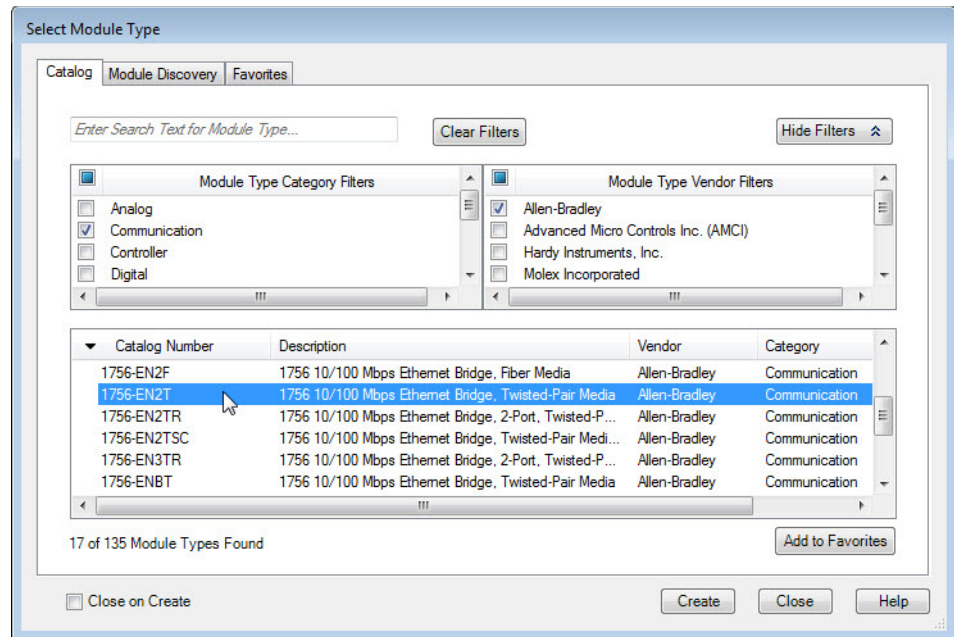 Select Module Type
Catalog Module Discovery Favorites
Enter Search Text for Module Type... Clear Filters Hide Filters
Module Type Category Filters Module Type Vendor Filters
Analog Allen-Bradley
Communication Advanced Micro Controls Inc. (AMCI)
Controller Hardy Instruments, Inc.
Digital Molex Incorporated
Catalog Number Description Vendor Category
1756-EN2F 1756 10/100 Mbps Ethernet Bridge, Fiber Media Allen-Bradley Communication
1756-EN2T 1756 10/100 Mbps Ethernet Bridge, Twisted-Pair Media Allen-Bradley Communication
1756-EN2TR 1756 10/100 Mbps Ethernet Bridge, 2-Port, Twisted-P... Allen-Bradley Communication
1756-EN2TSC 1756 10/100 Mbps Ethernet Bridge, Twisted-Pair Medi... Allen-Bradley Communication
1756-EN3TR 1756 10/100 Mbps Ethernet Bridge, 2-Port, Twisted-P... Allen-Bradley Communication
1756-ENBT 1756 10/100 Mbps Ethernet Bridge, Twisted-Pair Media Allen-Bradley Communication
17 of 135 Module Types Found Add to Favorites
Close on Create Create Close Help